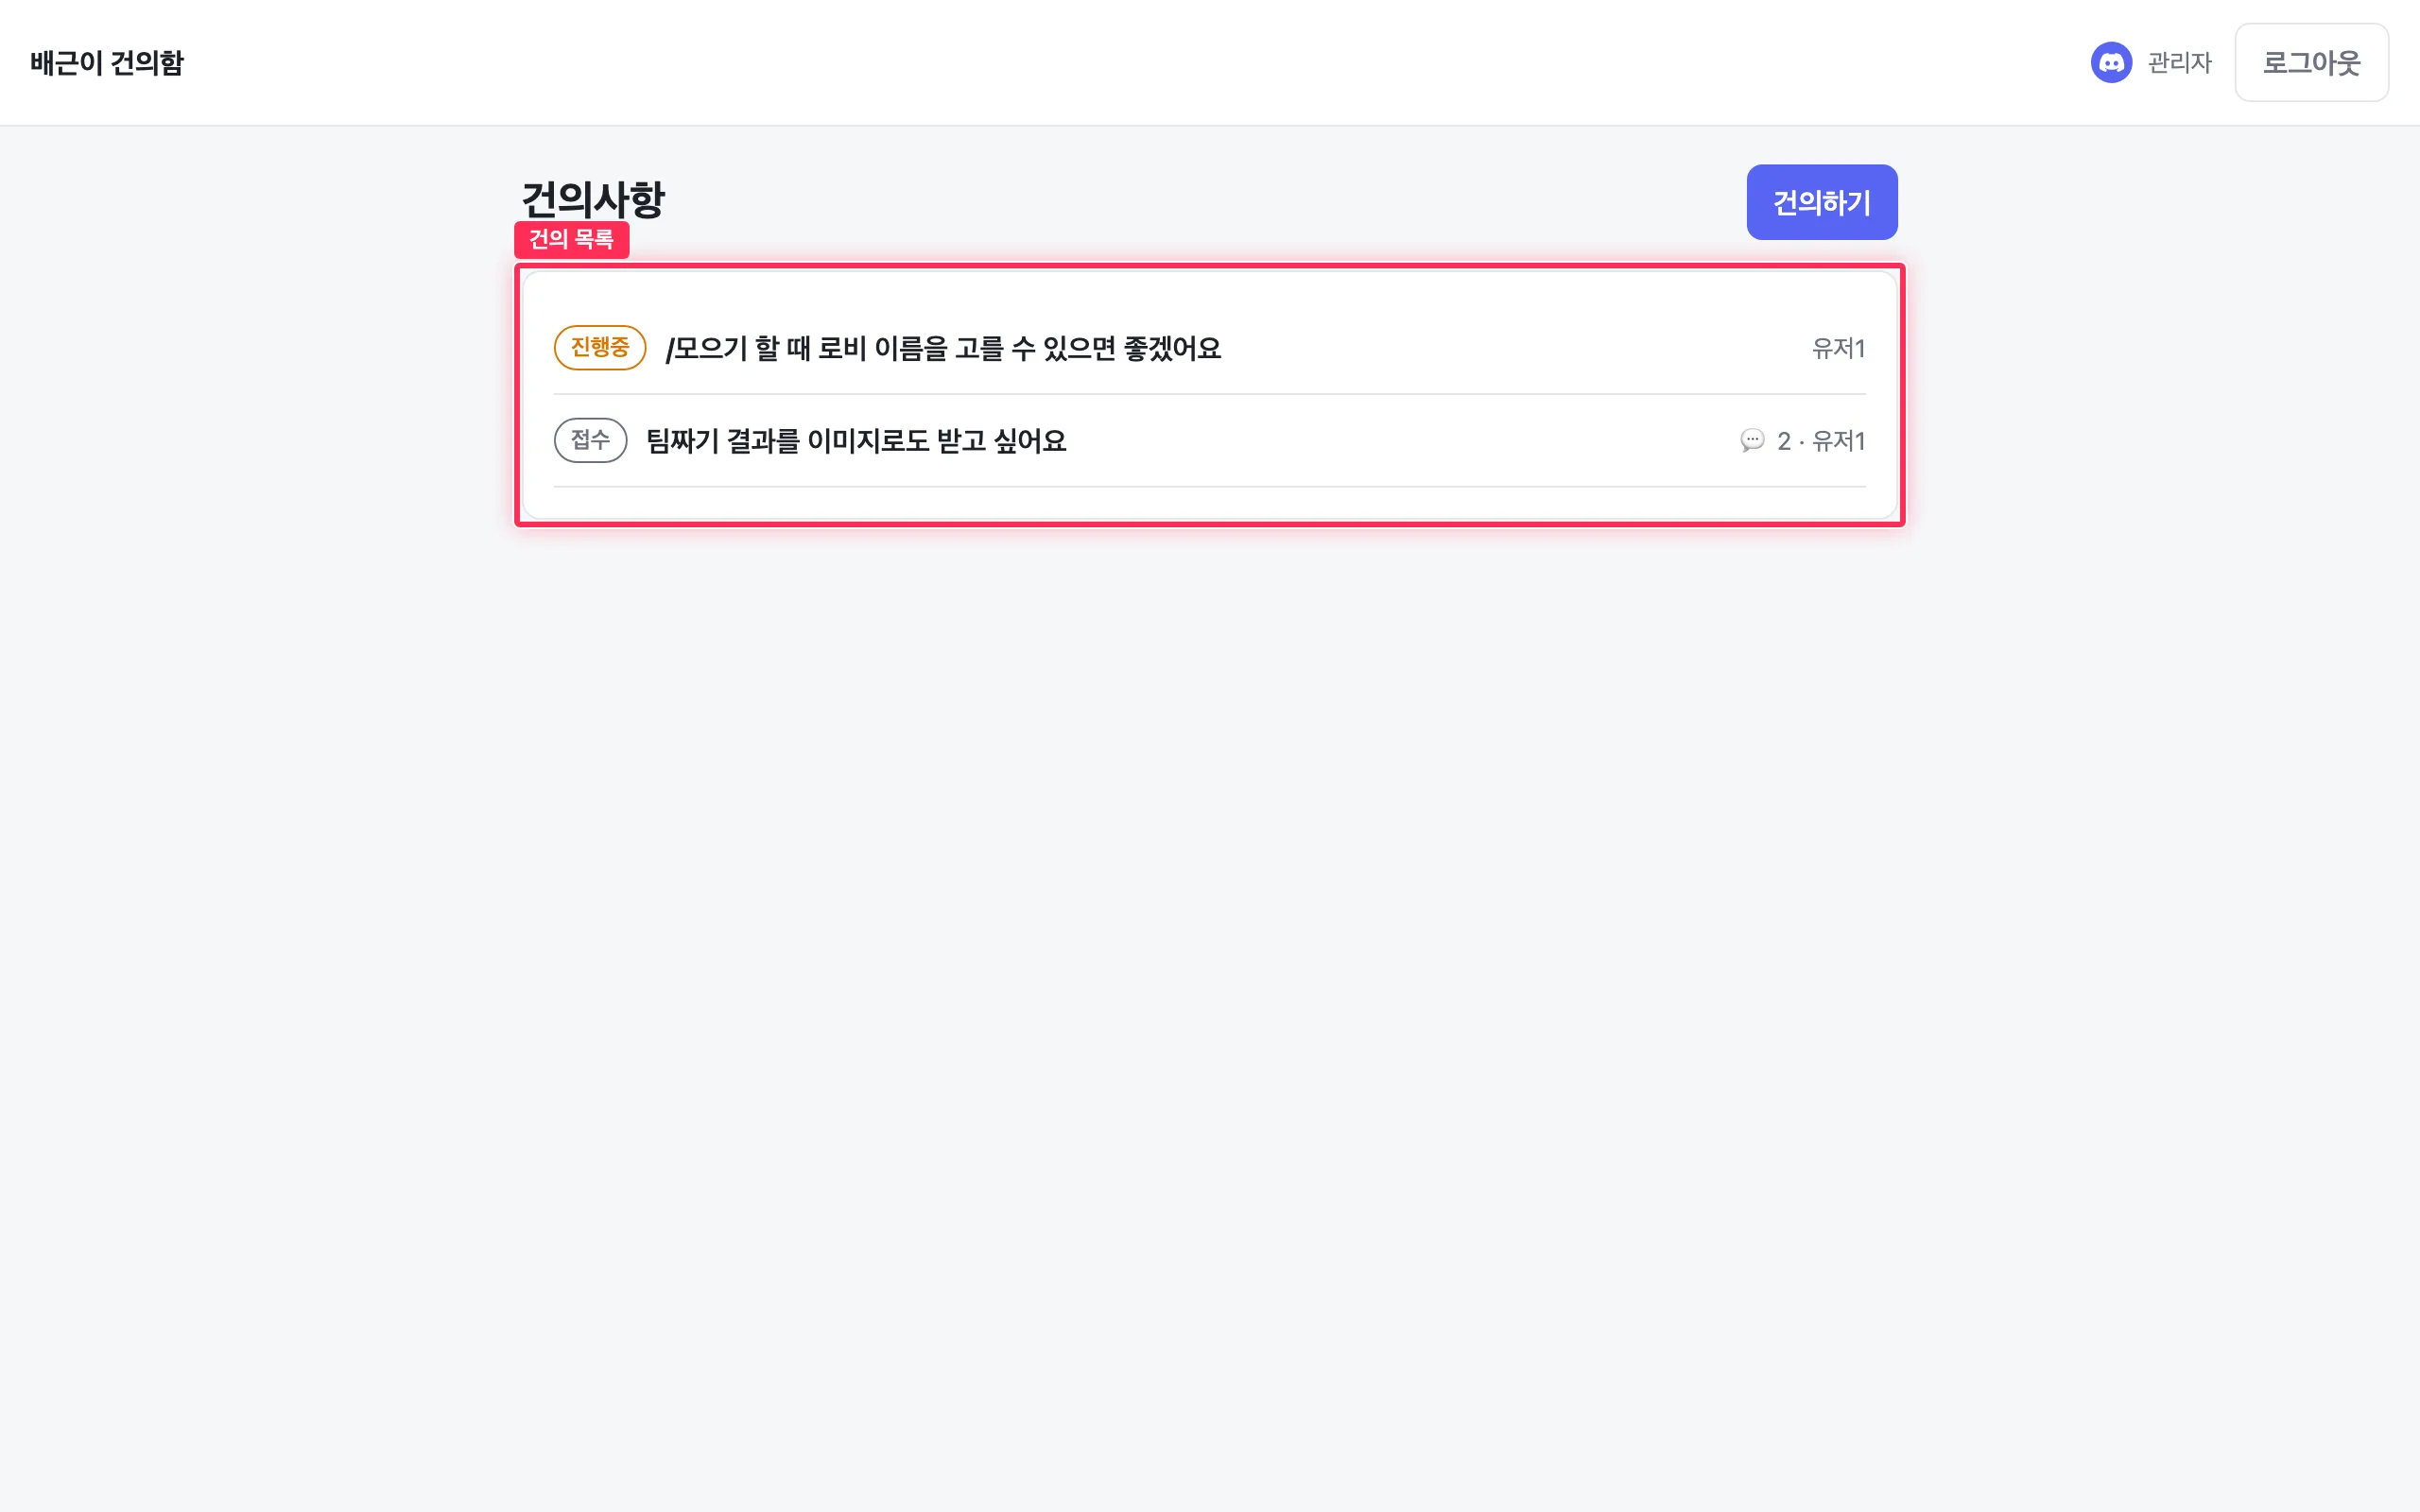 배근이 건의함
관리자
로그아웃
건의사항
건의하기
건의 목록
진행중 /모으기 할 때 로비 이름을 고를 수 있으면 좋겠어요 유저1
접수 팀짜기 결과를 이미지로도 받고 싶어요 💬 2 · 유저1